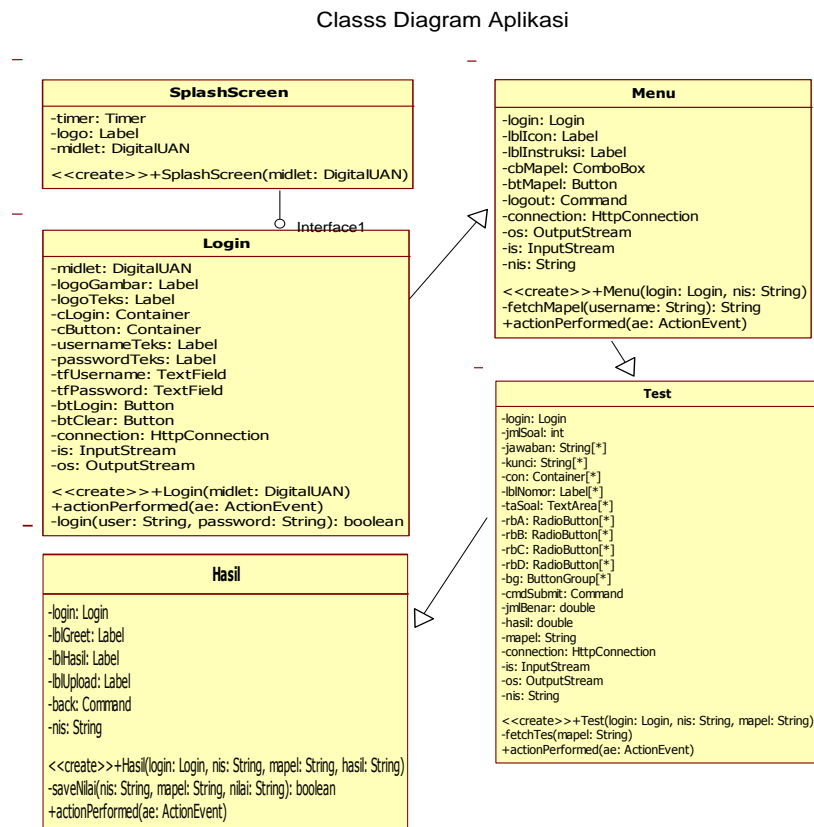 Classs Diagram Aplikasi
SplashScreen
-timer: Timer
-logo: Label
-midlet: DigitalUAN
<<create>>+SplashScreen(midlet: DigitalUAN)
Interface1
Login
-midlet: DigitalUAN
-logoGambar: Label
-logoTeks: Label
-cLogin: Container
-cButton: Container
-usernameTeks: Label
-passwordTeks: Label
-tfUsername: TextField
-tfPassword: TextField
-btLogin: Button
-btClear: Button
-connection: HttpConnection
-is: InputStream
-os: OutputStream
<<create>>+Login(midlet: DigitalUAN)
+actionPerformed(ae: ActionEvent)
-login(user: String, password: String): boolean
Hasil
-login: Login
-lblGreet: Label
-lblHasil: Label
-lblUpload: Label
-back: Command
-nis: String
<<create>>+Hasil(login: Login, nis: String, mapel: String, hasil: String)
-saveNilai(nis: String, mapel: String, nilai: String): boolean
+actionPerformed(ae: ActionEvent)
Menu
-login: Login
-lblIcon: Label
-lblInstruksi: Label
-cbMapel: ComboBox
-btMapel: Button
-logout: Command
-connection: HttpConnection
-os: OutputStream
-is: InputStream
-nis: String
<<create>>+Menu(login: Login, nis: String)
-fetchMapel(username: String): String
+actionPerformed(ae: ActionEvent)
Test
-login: Login
-jmlSoal: int
-jawaban: String[*]
-kunci: String[*]
-con: Container[*]
-lblNomor: Label[*]
-taSoal: TextArea[*]
-rbA: RadioButton[*]
-rbB: RadioButton[*]
-rbC: RadioButton[*]
-rbD: RadioButton[*]
-bg: ButtonGroup[*]
-cmdSubmit: Command
-jmlBenar: double
-hasil: double
-mapel: String
-connection: HttpConnection
-is: InputStream
-os: OutputStream
-nis: String
<<create>>+Test(login: Login, nis: String, mapel: String)
-fetchTes(mapel: String)
+actionPerformed(ae: ActionEvent)